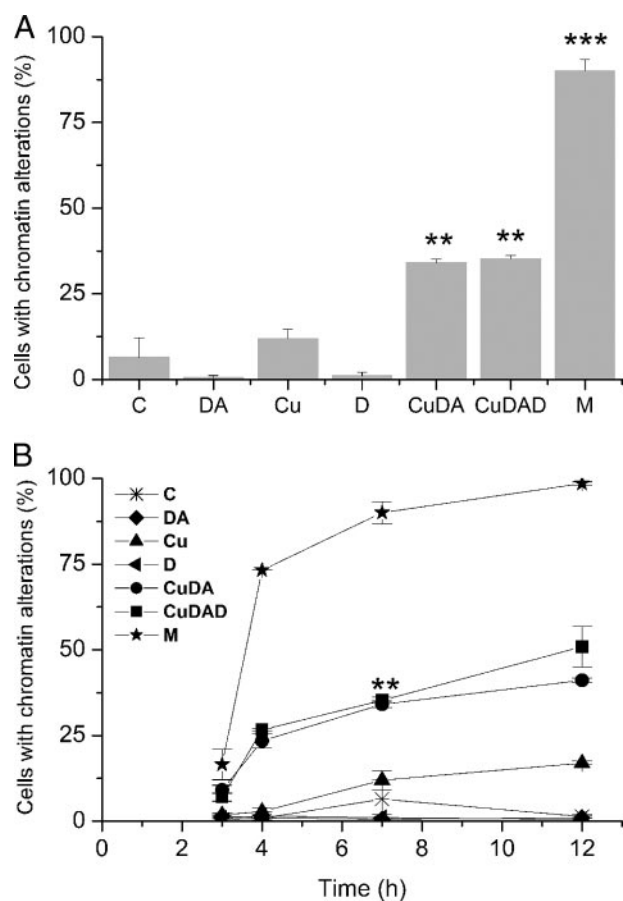 A
Cells with chromatin alterations (%)
100
75
50
25
0
***
**
**
C DA Cu D CuDA CuDAD M
B
Cells with chromatin alterations (%)
100
75
50
25
0
C
DA
Cu
D
CuDA
CuDAD
M
**
0 2 4 6 8 10 12
Time (h)